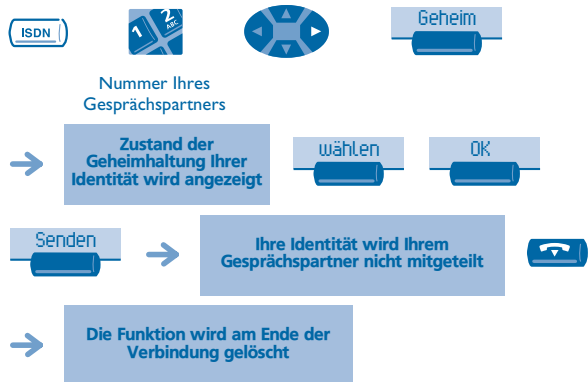 ISDN
1 2 ABC
Geheim
Nummer Ihres
Gesprächspartners
Zustand der
Geheimhaltung Ihrer
Identität wird angezeigt
wählen
OK
Senden
Ihre Identität wird Ihrem
Gesprächspartner nicht mitgeteilt
Die Funktion wird am Ende der
Verbindung gelöscht